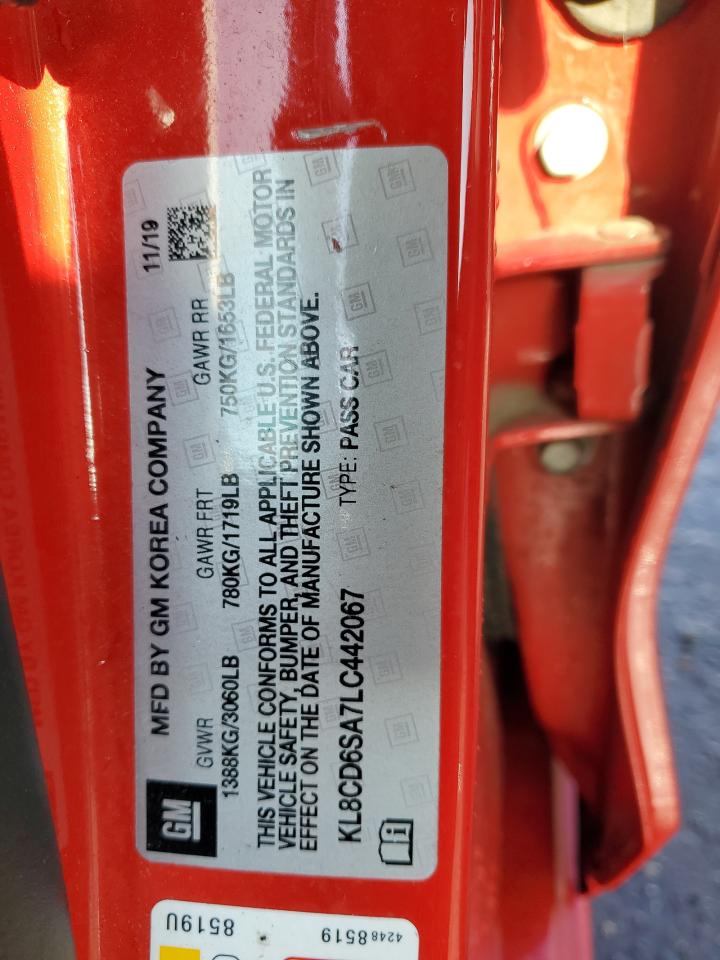 MFD BY GM KOREA COMPANY 11/19
GVWR GAWR FRT GAWR RR
1388KG/3060LB 780KG/1719LB 750KG/1653LB
THIS VEHICLE CONFORMS TO ALL APPLICABLE U.S. FEDERAL MOTOR
VEHICLE SAFETY, BUMPER, AND THEFT PREVENTION STANDARDS IN
EFFECT ON THE DATE OF MANUFACTURE SHOWN ABOVE.
KL8CD6SA7LC442067 TYPE: PASS CAR
GM
42488519
8519U